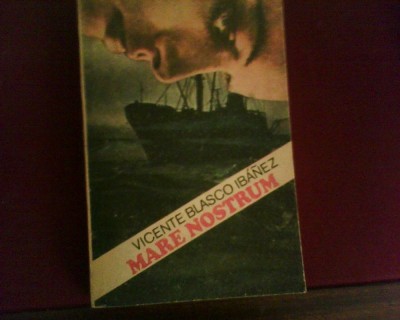 VICENTE BLASCO IBÁÑEZ
MARE NOSTRUM